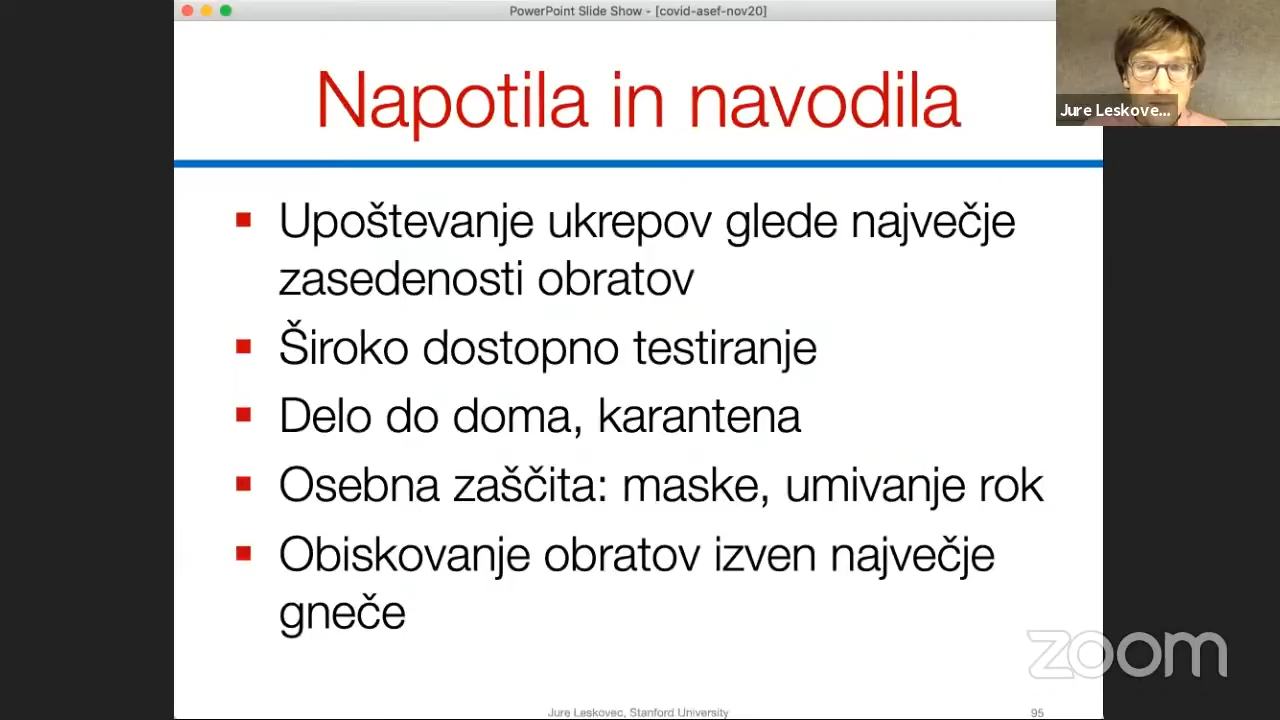 PowerPoint Slide Show - [covid-asef-nov20]
Jure Leskove...
Napotila in navodila
Upoštevanje ukrepov glede največje
zasedenosti obratov
Široko dostopno testiranje
Delo do doma, karantena
Osebna zaščita: maske, umivanje rok
Obiskovanje obratov izven največje
gneče
zoom
Jure Leskovec, Stanford University
95